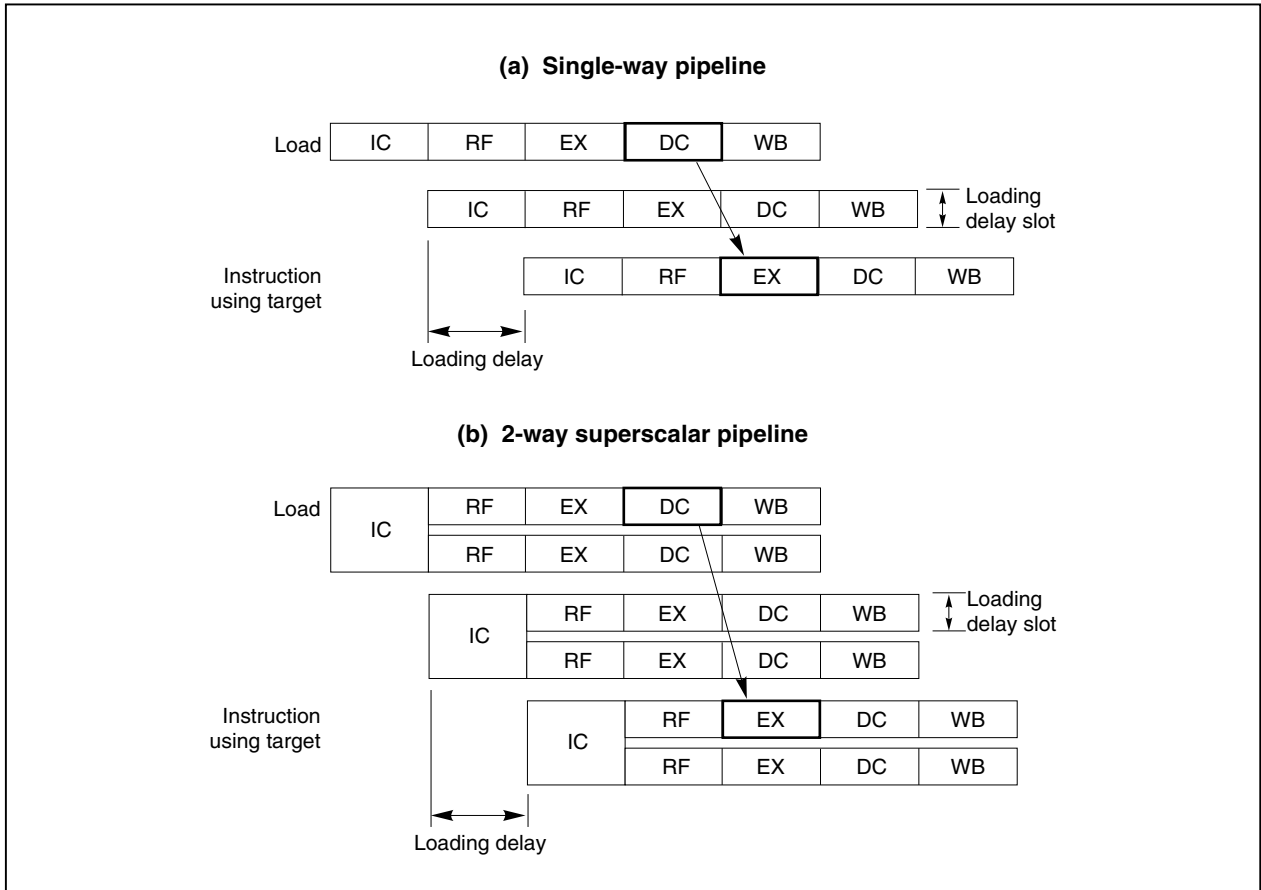 (a) Single-way pipeline
Load IC RF EX DC WB
IC RF EX DC WB
Loading
delay slot
Instruction
using target
IC RF EX DC WB
Loading delay
(b) 2-way superscalar pipeline
Load
IC
RF EX DC WB
RF EX DC WB
IC
RF EX DC WB
RF EX DC WB
Loading
delay slot
Instruction
using target
IC
RF EX DC WB
RF EX DC WB
Loading delay